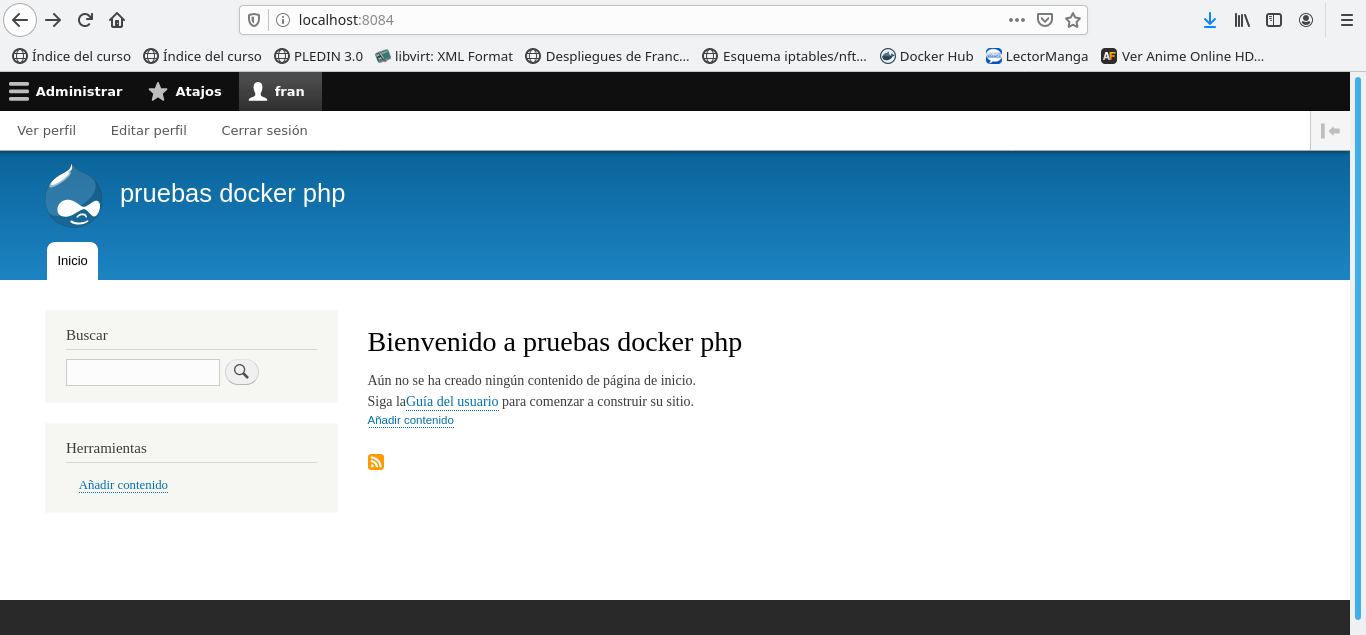 localhost:8084
Índice del curso Índice del curso PLEDIN 3.0 libvirt: XML Format Despliegues de Franc... Esquema iptables/nft... Docker Hub LectorManga AF Ver Anime Online HD...
Administrar Atajos fran
Ver perfil Editar perfil Cerrar sesión
pruebas docker php
Inicio
Buscar
Herramientas
Añadir contenido
Bienvenido a pruebas docker php
Aún no se ha creado ningún contenido de página de inicio.
Siga laGuía del usuario para comenzar a construir su sitio.
Añadir contenido